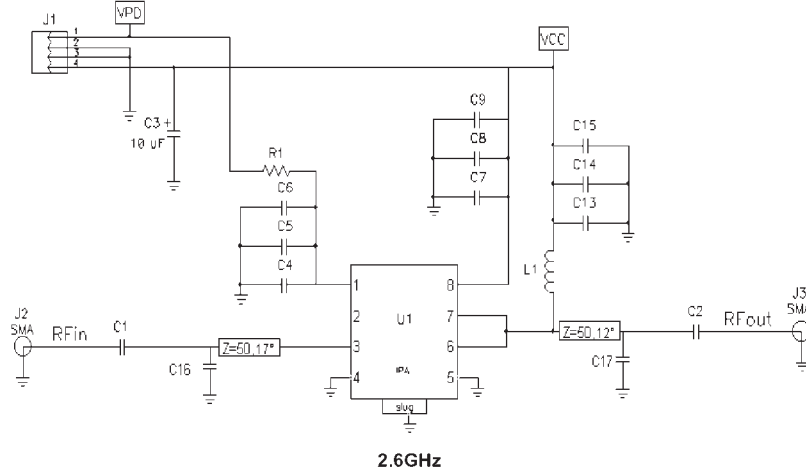 J1
1
2
3
4
VPD
VCC
C3 +
10 uF
R1
C6
C5
C4
C9
C8
C7
C15
C14
C13
L1
J2
SMA
RFin
C1
C16
Z=50,17°
1
2
3
4
U1
IPA
slug
8
7
6
5
Z=50,12°
C17
C2
RFout
J3
SMA
2.6GHz